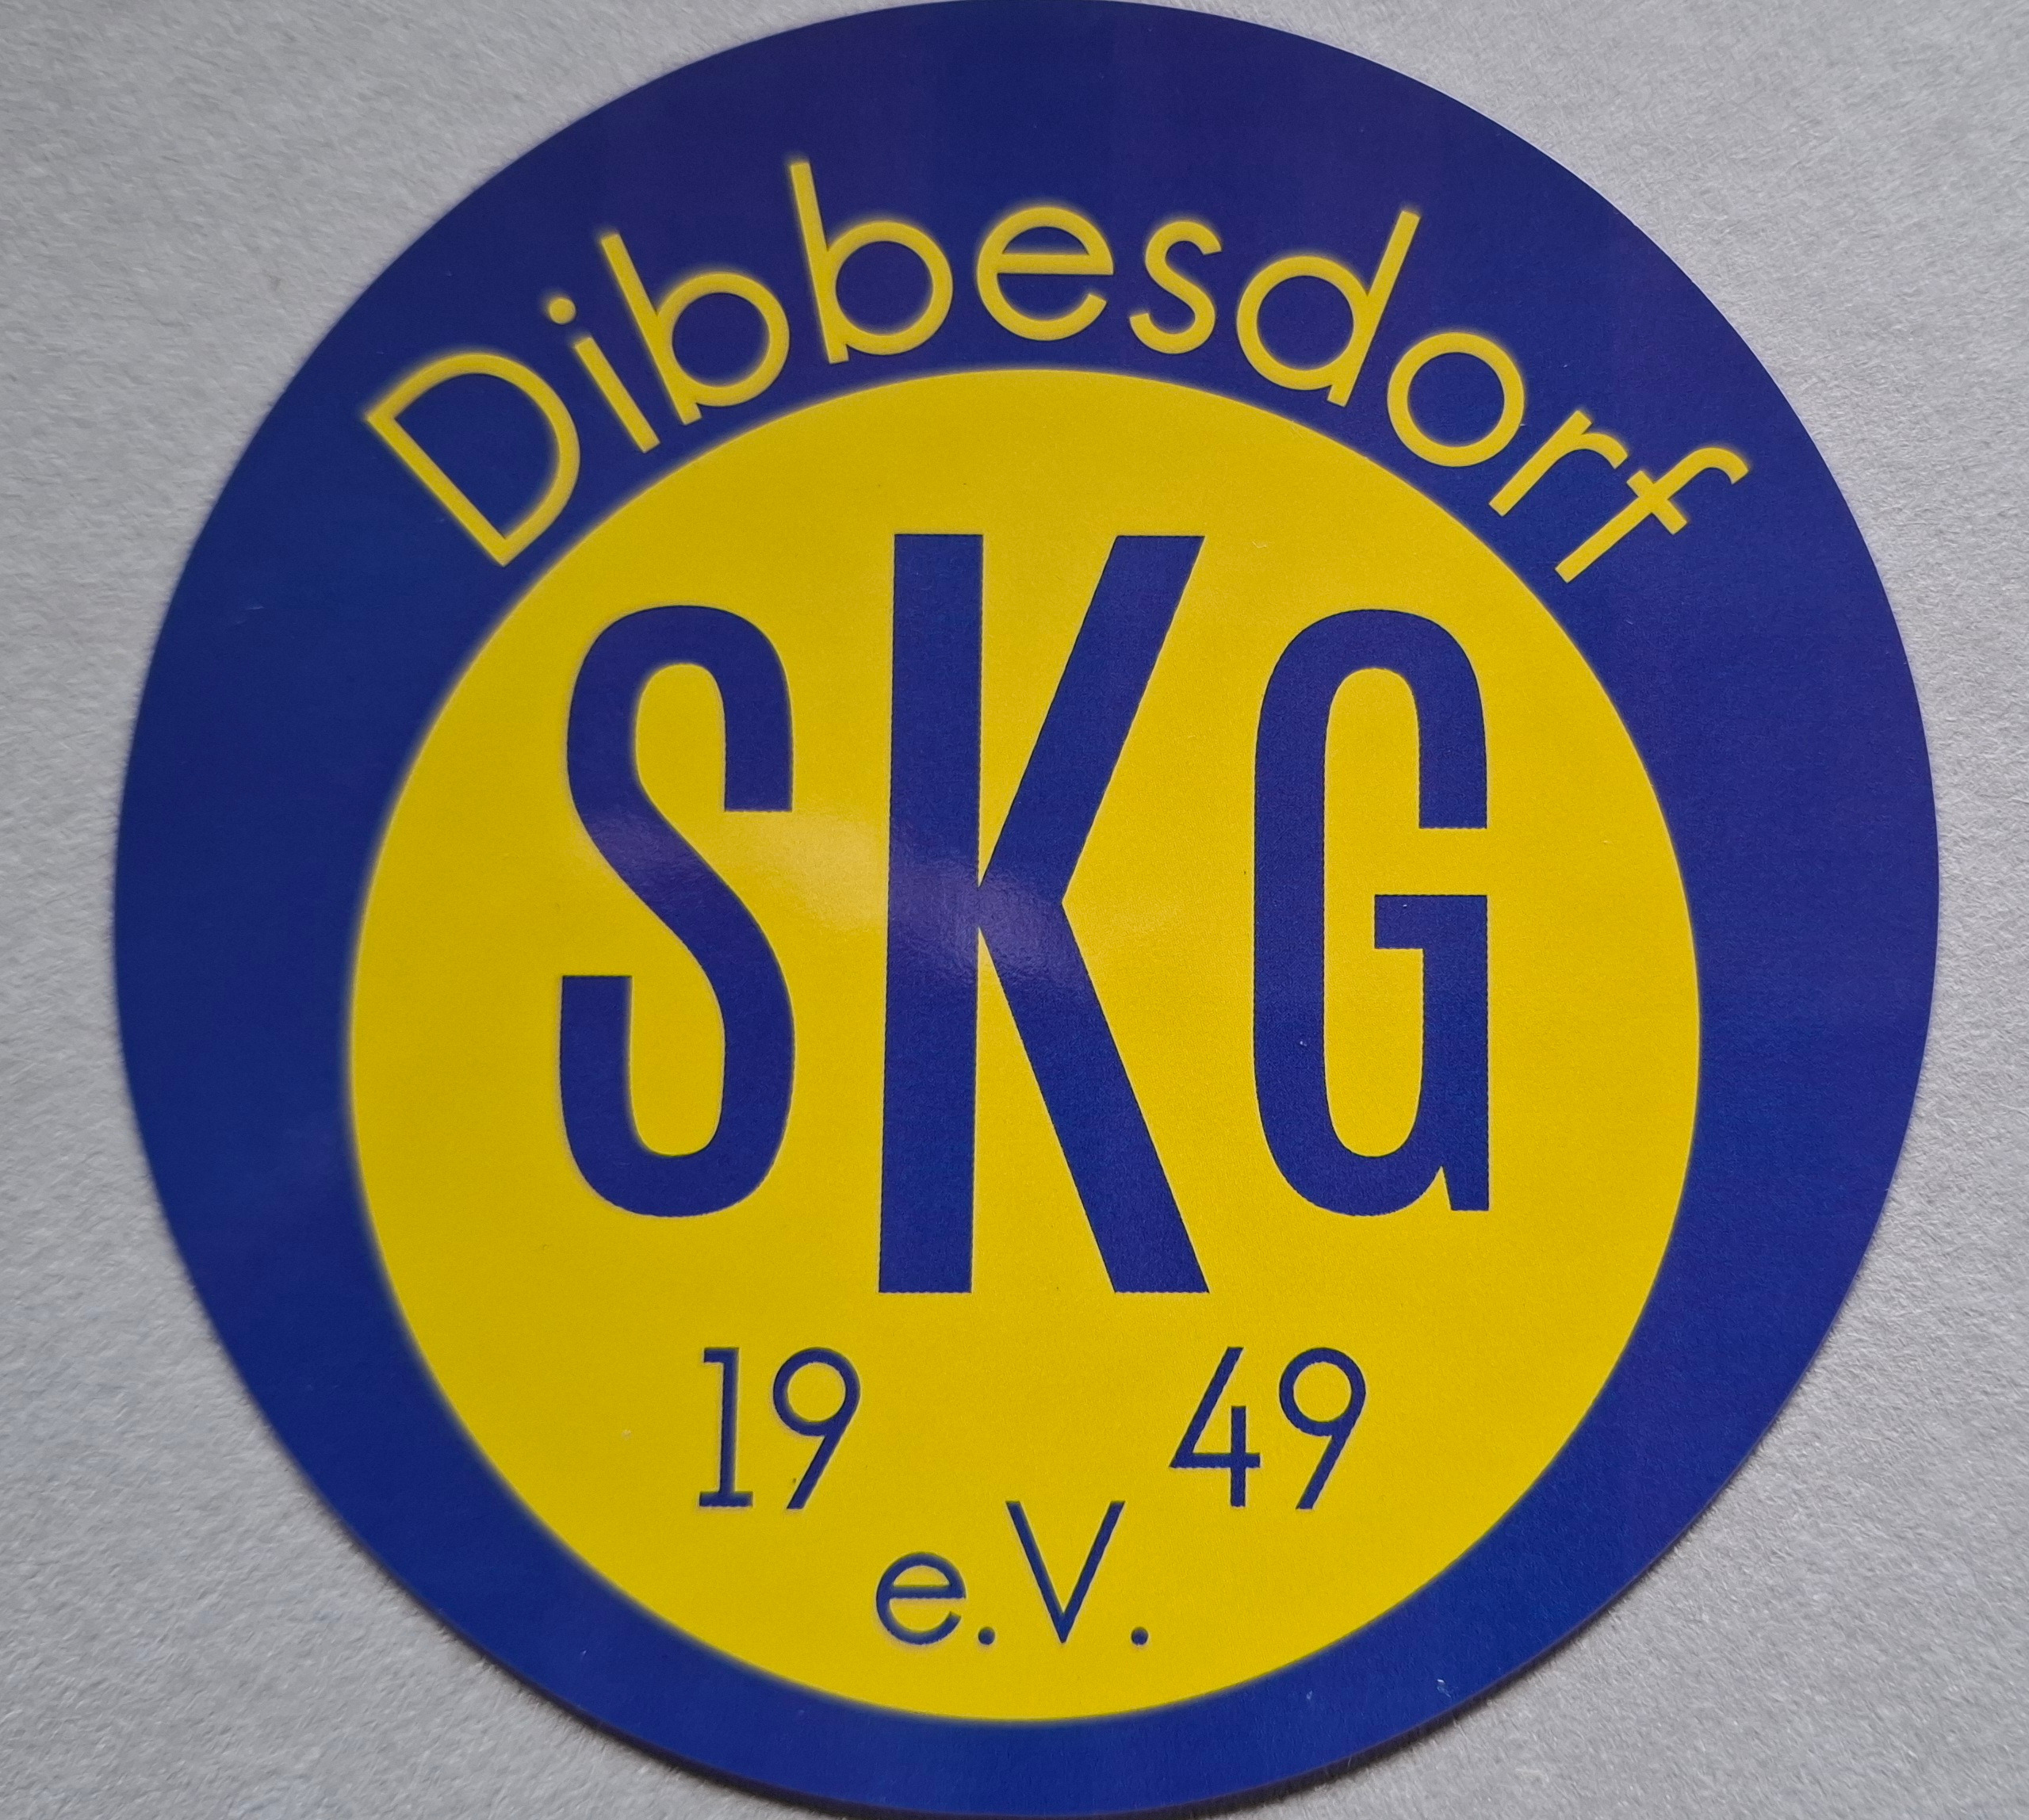 Dibbesdorf
SKG
19 49
e.V.